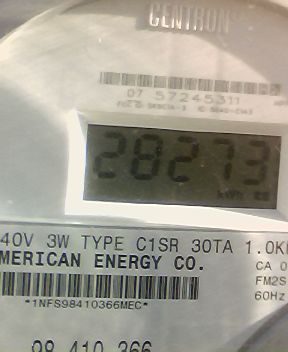 CENTRON
07 57245311
28273
kWh
40V 3W TYPE C1SR 30TA 1.0K
MERICAN ENERGY CO.
CA 0
FM2S
60Hz
*1NFS98410366MEC*
98 410 366